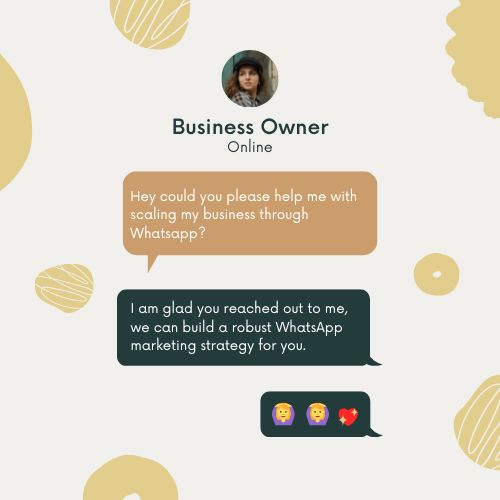 Business Owner
Online
Hey could you please help me with
scaling my business through
Whatsapp?
I am glad you reached out to me,
we can build a robust WhatsApp
marketing strategy for you.
🙆‍♀️ 🙆‍♀️ 💖